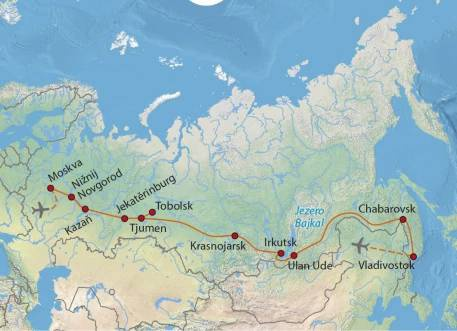 Moskva
Nižnij
Novgorod
Kazaň
Jekatěrinburg
Tobolsk
Tjumen
Krasnojarsk
Irkutsk
Jezero
Bajkal
Ulan Ude
Chabarovsk
Vladivostok